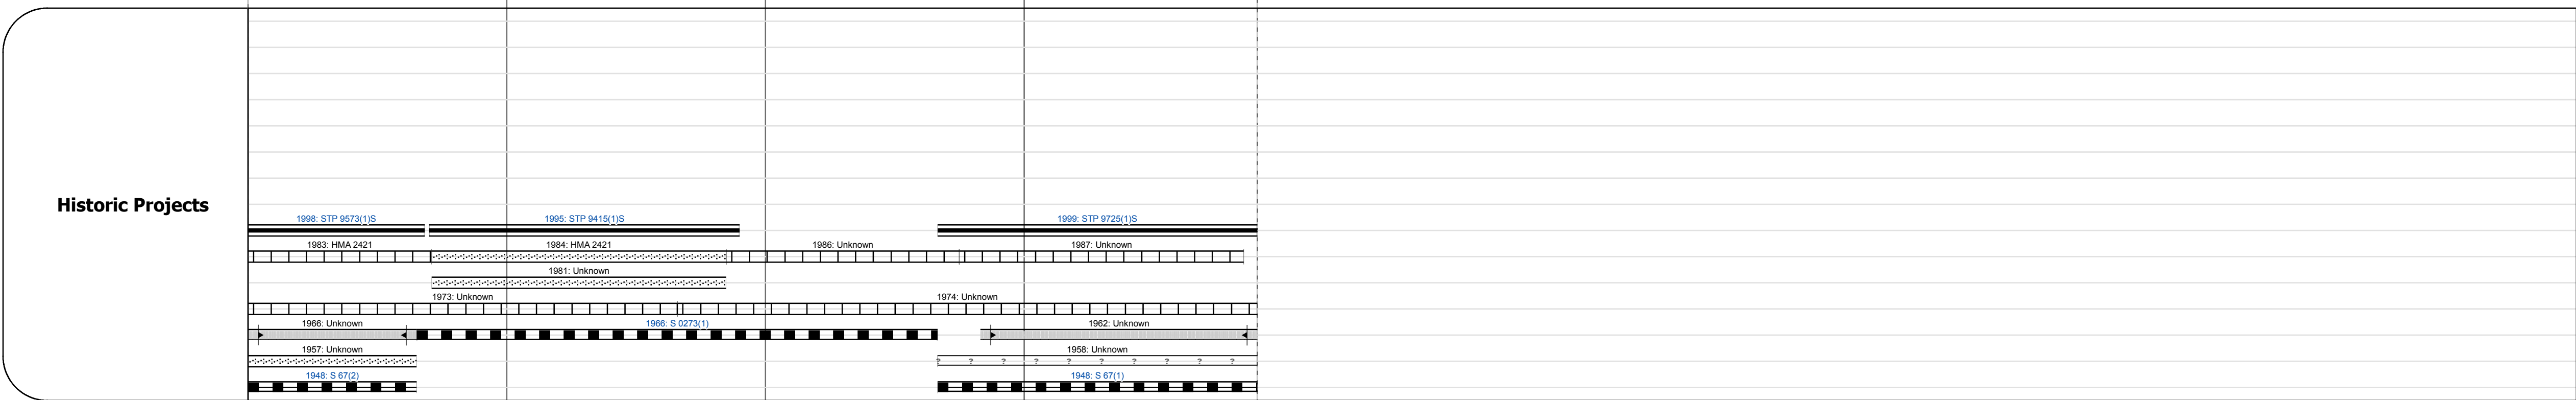 Historic Projects
1998: STP 9573(1)S
1995: STP 9415(1)S
1999: STP 9725(1)S
1983: HMA 2421
1984: HMA 2421
1986: Unknown
1987: Unknown
1981: Unknown
1973: Unknown
1974: Unknown
1966: Unknown
1966: S 0273(1)
1962: Unknown
1957: Unknown
1958: Unknown
? ? ? ? ? ? ? ? ? ?
1948: S 67(2)
1948: S 67(1)